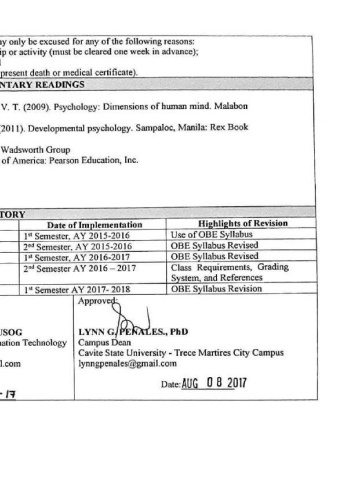 ay only be excused for any of the following reasons:
ip or activity (must be cleared one week in advance);
present death or medical certificate).
NTARY READINGS
V. T. (2009). Psychology: Dimensions of human mind. Malabon
(2011). Developmental psychology. Sampaloc, Manila: Rex Book
Wadsworth Group
of America: Pearson Education, Inc.
TORY
Date of Implementation Highlights of Revision
1st Semester, AY 2015-2016 Use of OBE Syllabus
2nd Semester, AY 2015-2016 OBE Syllabus Revised
1st Semester, AY 2016-2017 OBE Syllabus Revised
2nd Semester AY 2016 – 2017 Class Requirements, Grading
System, and References
1st Semester AY 2017- 2018 OBE Syllabus Revision
Approved:
USOG LYNN G. PENALES., PhD
nation Technology Campus Dean
Cavite State University - Trece Martires City Campus
l.com lynngpenales@gmail.com
Date: AUG 08 2017
- 17